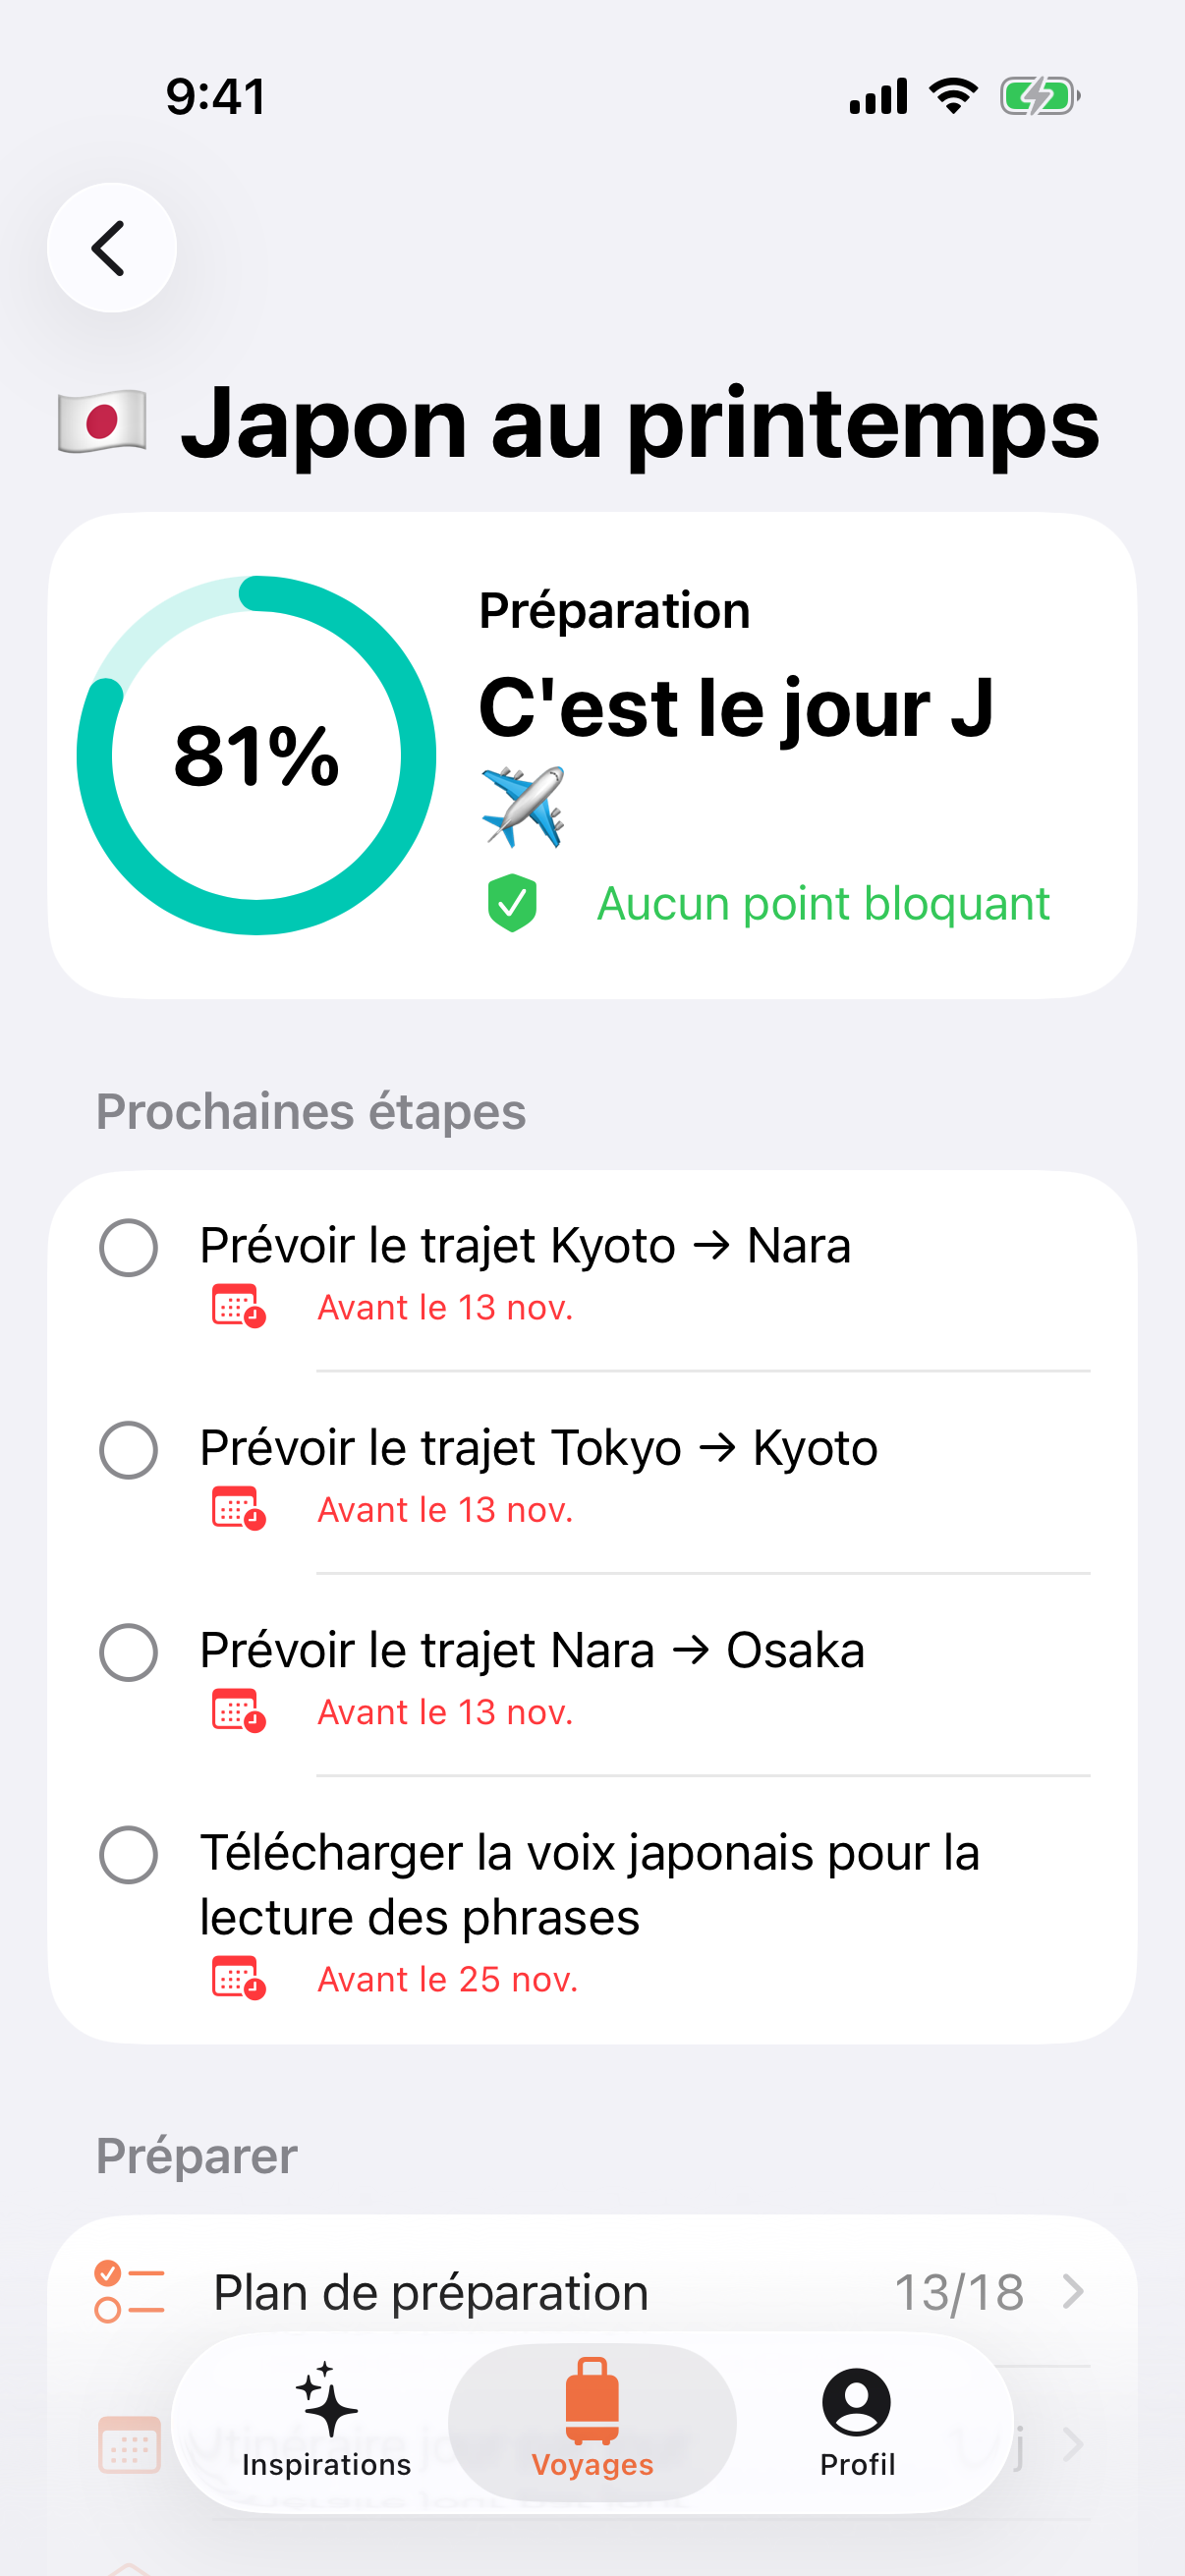 9:41
Japon au printemps
81%
Préparation
C'est le jour J
Aucun point bloquant
Prochaines étapes
Prévoir le trajet Kyoto → Nara
Avant le 13 nov.
Prévoir le trajet Tokyo → Kyoto
Avant le 13 nov.
Prévoir le trajet Nara → Osaka
Avant le 13 nov.
Télécharger la voix japonais pour la
lecture des phrases
Avant le 25 nov.
Préparer
Plan de préparation 13/18
Inspirations
Voyages
Profil